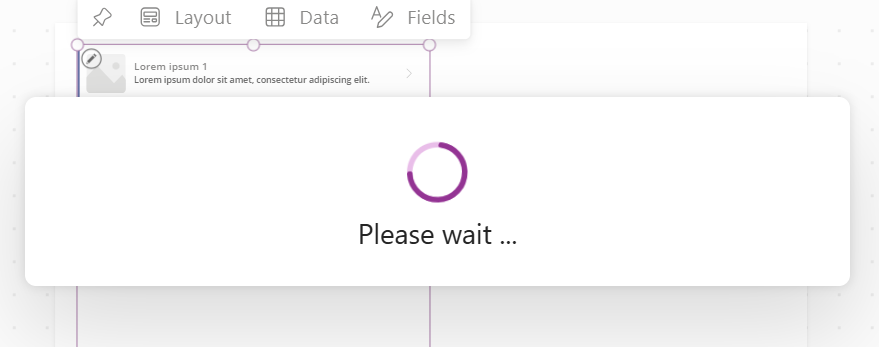 Layout Data Fields
Lorem ipsum 1
Lorem ipsum dolor sit amet, consectetur adipiscing elit.
Please wait ...